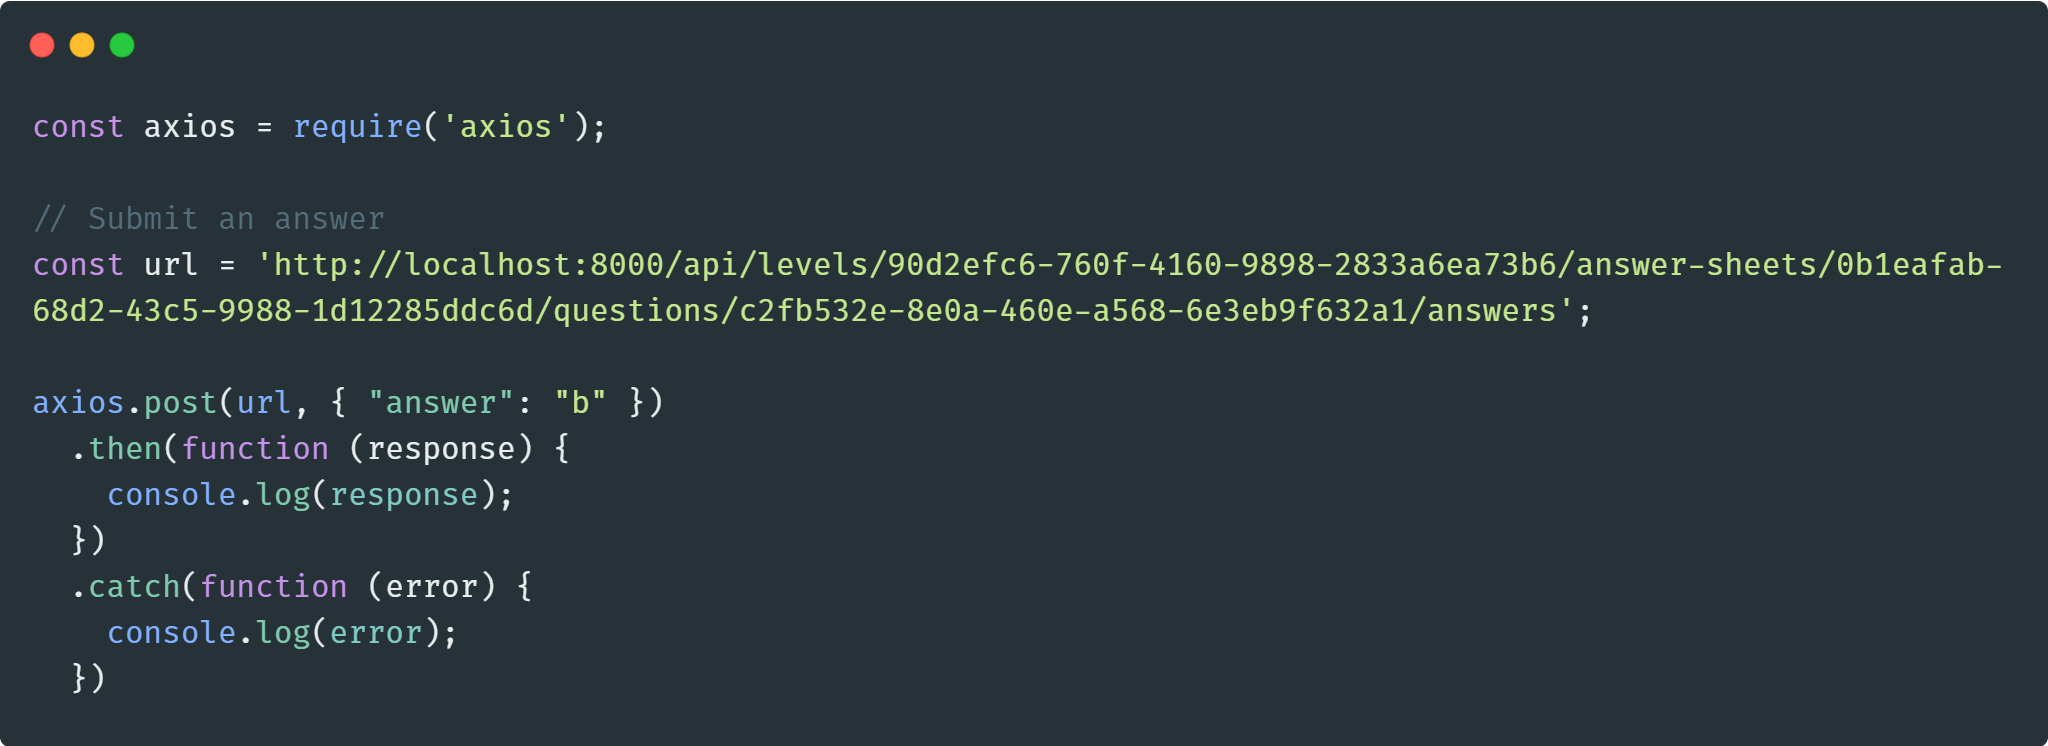 const axios = require('axios');
// Submit an answer
const url = 'http://localhost:8000/api/levels/90d2efc6-760f-4160-9898-2833a6ea73b6/answer-sheets/0b1eafab-
68d2-43c5-9988-1d12285ddc6d/questions/c2fb532e-8e0a-460e-a568-6e3eb9f632a1/answers';
axios.post(url, { "answer": "b" })
  .then(function (response) {
    console.log(response);
  })
  .catch(function (error) {
    console.log(error);
  })